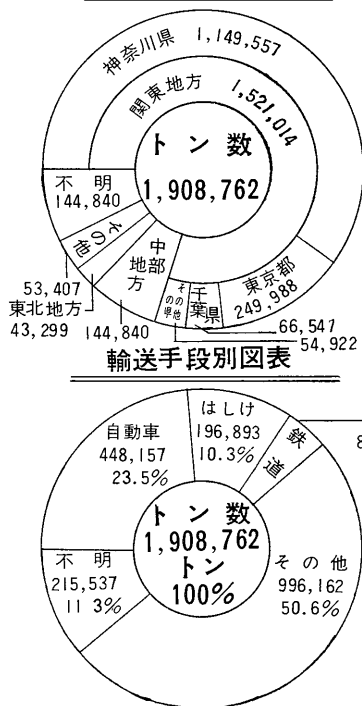 神奈川県 1,149,557
関東地方 1,521,014
トン数
1,908,762
不明
144,840
その他
53,407
東北地方
43,299
中部地方
144,840
その他の県
千葉県
東京都
249,988
66,547
54,922
輸送手段別図表
自動車
448,157
23.5%
はしけ
196,893
10.3%
鉄道
8
トン数
1,908,762
トン
100%
不明
215,537
11 3%
その他
996,162
50.6%